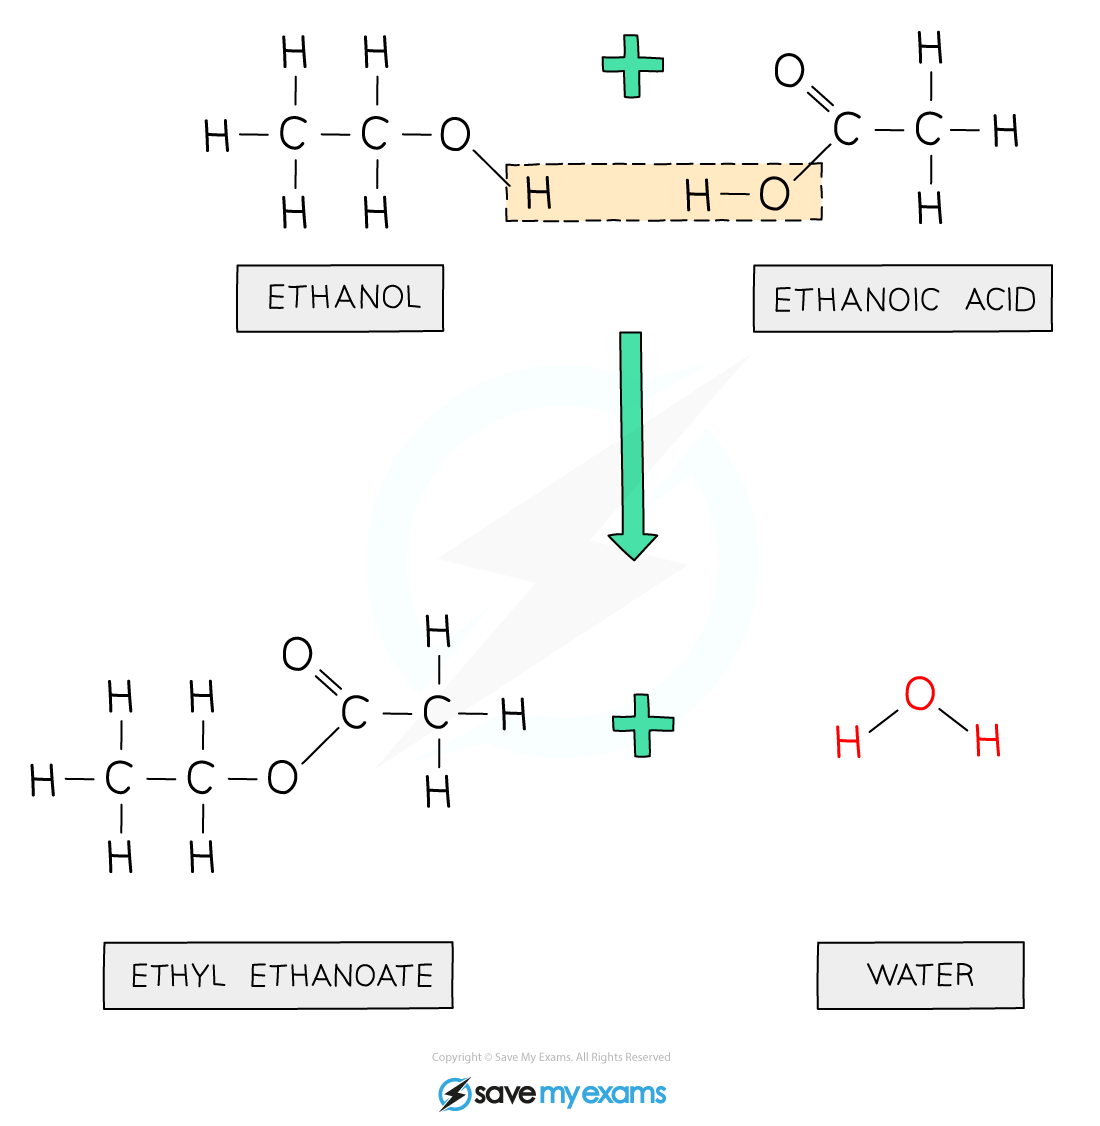 H H + O H
H — C — C — O C — C — H
H H — O
H H H
ETHANOL ETHANOIC ACID
H
O
H H C — C — H + O
H H
H — C — C — O H
H H
ETHYL ETHANOATE WATER
Copyright © Save My Exams. All Rights Reserved
save my exams